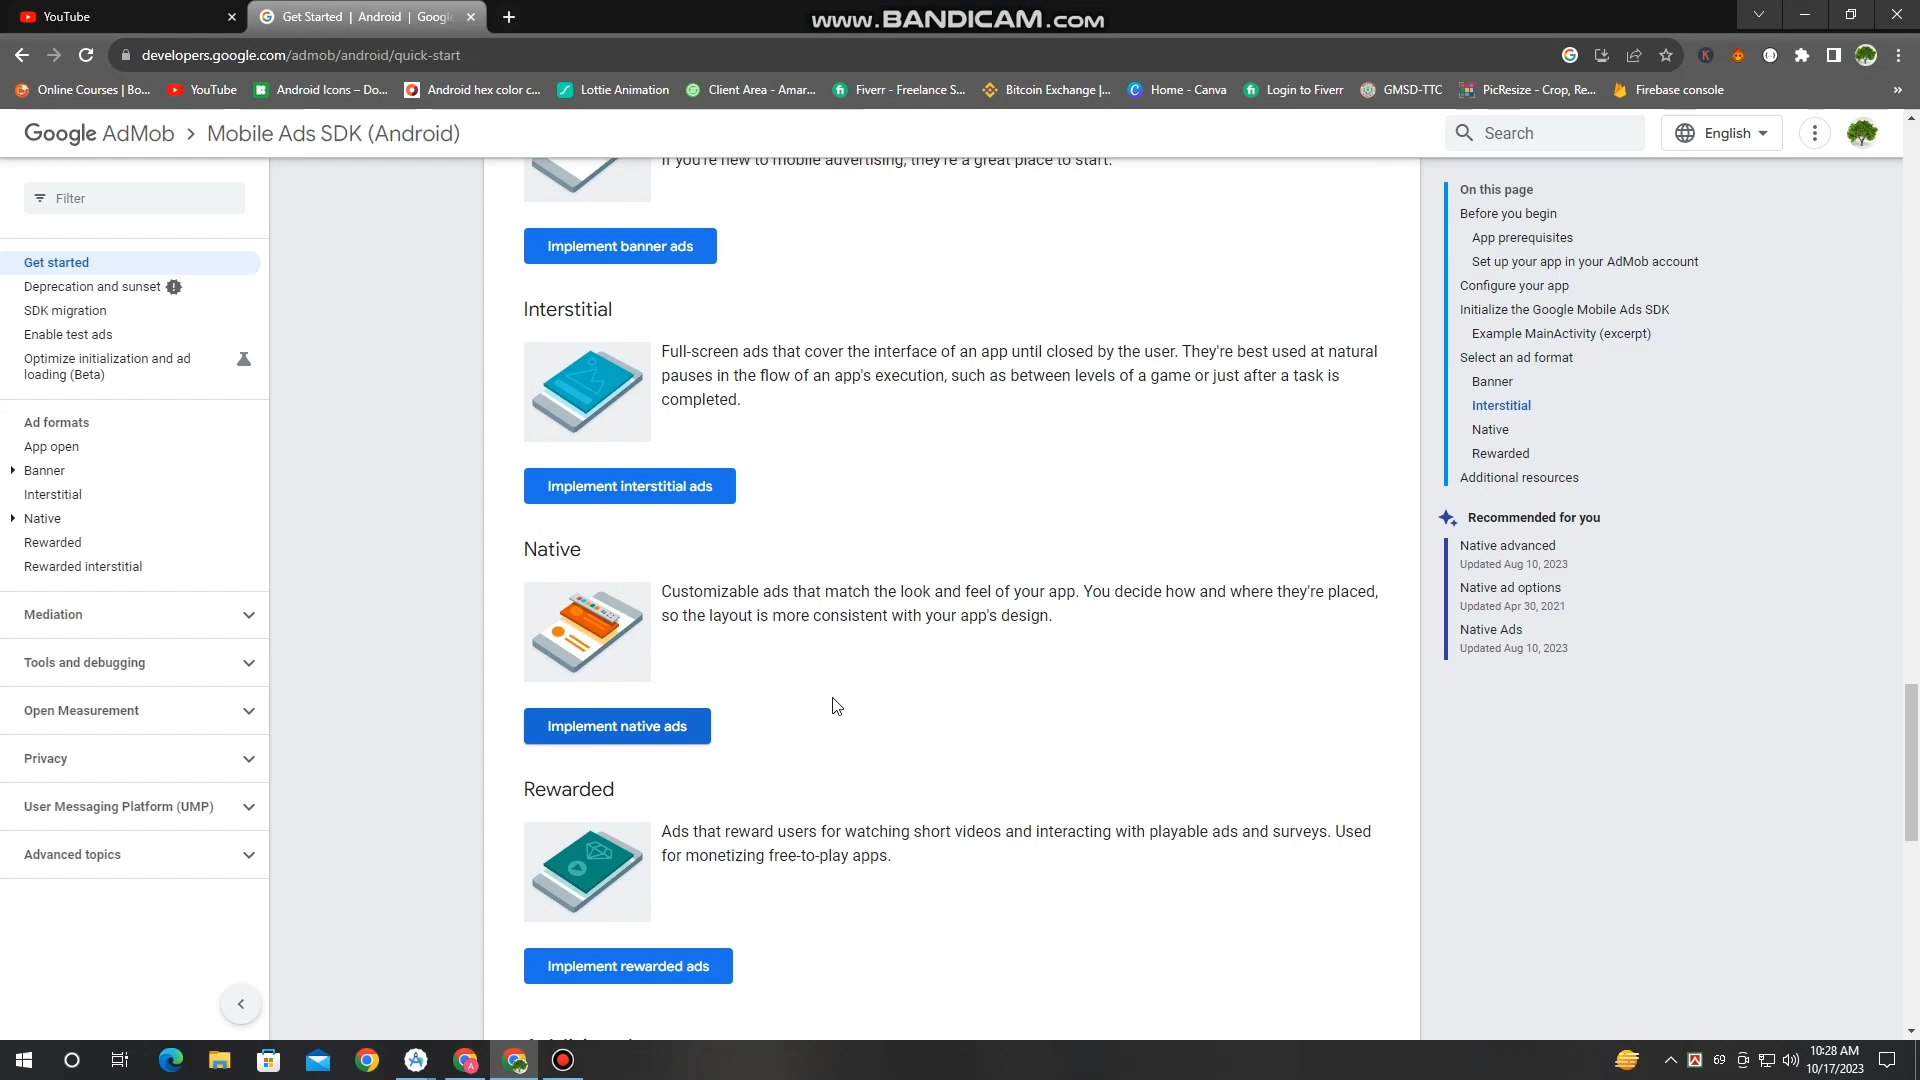 YouTube
Get Started | Android | Googl
www.BANDICAM.com
developers.google.com/admob/android/quick-start
Online Courses | Bo...
YouTube
Android Icons – Do...
Android hex color c...
Lottie Animation
Client Area - Amar...
Fiverr - Freelance S...
Bitcoin Exchange |...
Home - Canva
Login to Fiverr
GMSD-TTC
PicResize - Crop, Re...
Firebase console
Google AdMob > Mobile Ads SDK (Android)
Search
English
Filter
Get started
Deprecation and sunset
SDK migration
Enable test ads
Optimize initialization and ad
loading (Beta)
Ad formats
App open
Banner
Interstitial
Native
Rewarded
Rewarded interstitial
Mediation
Tools and debugging
Open Measurement
Privacy
User Messaging Platform (UMP)
Advanced topics
If you're new to mobile advertising, they're a great place to start.
Implement banner ads
Interstitial
Full-screen ads that cover the interface of an app until closed by the user. They're best used at natural
pauses in the flow of an app's execution, such as between levels of a game or just after a task is
completed.
Implement interstitial ads
Native
Customizable ads that match the look and feel of your app. You decide how and where they're placed,
so the layout is more consistent with your app's design.
Implement native ads
Rewarded
Ads that reward users for watching short videos and interacting with playable ads and surveys. Used
for monetizing free-to-play apps.
Implement rewarded ads
On this page
Before you begin
App prerequisites
Set up your app in your AdMob account
Configure your app
Initialize the Google Mobile Ads SDK
Example MainActivity (excerpt)
Select an ad format
Banner
Interstitial
Native
Rewarded
Additional resources
Recommended for you
Native advanced
Updated Aug 10, 2023
Native ad options
Updated Apr 30, 2021
Native Ads
Updated Aug 10, 2023
69
10:28 AM
10/17/2023